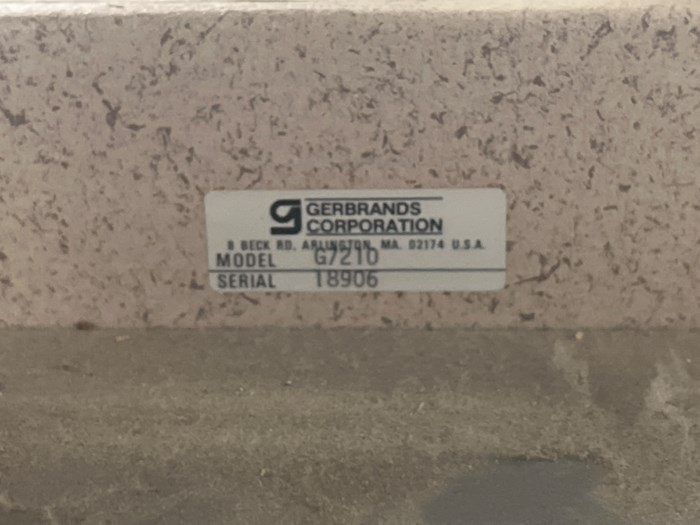 GERBRANDS
CORPORATION
8 BECK RD. ARLINGTON, MA. 02174 U.S.A.
MODEL G7210
SERIAL 18906